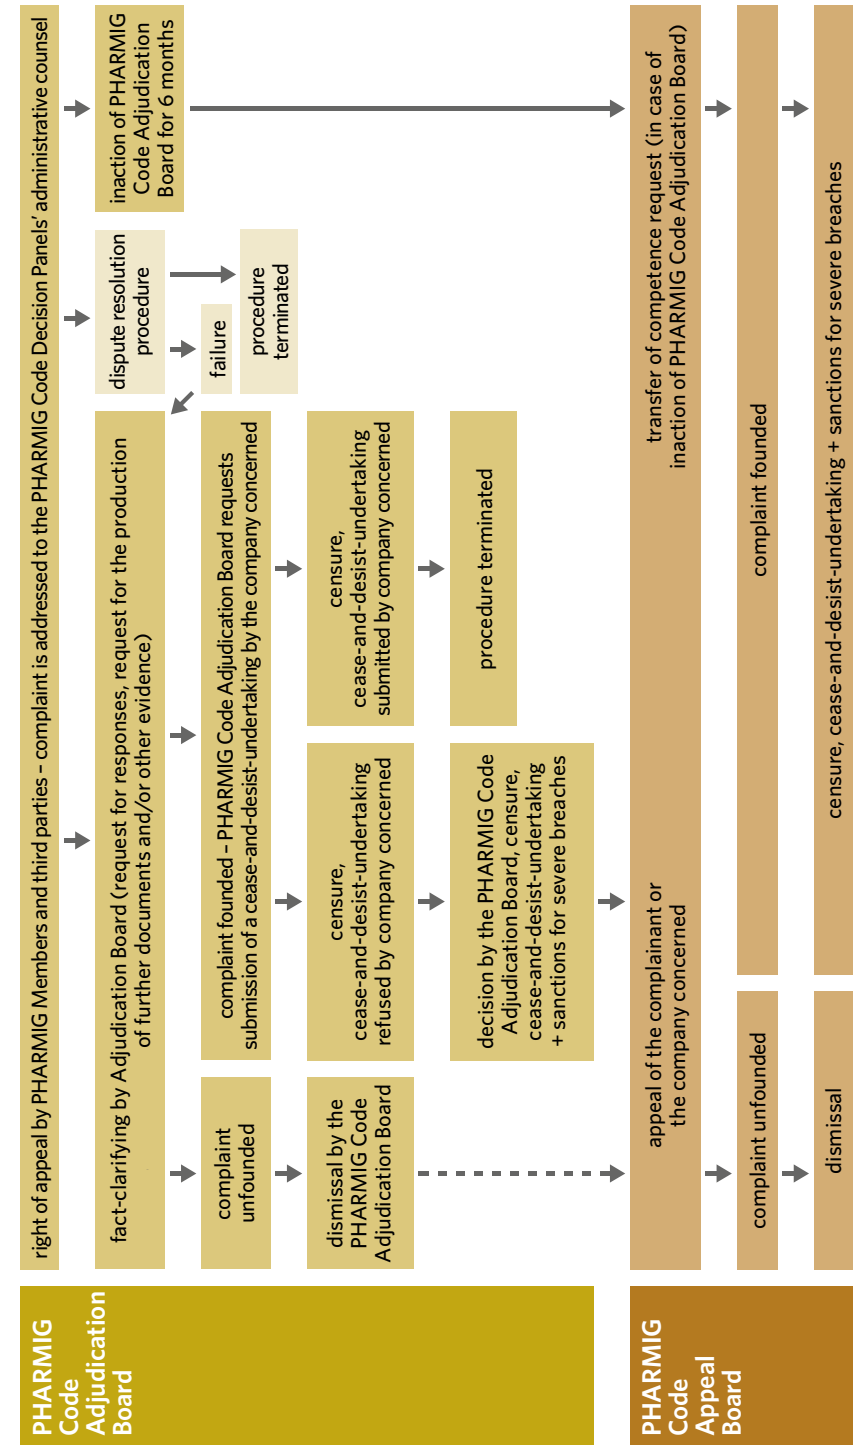 PHARMIG
Code
Adjudication
Board
right of appeal by PHARMIG Members and third parties – complaint is addressed to the PHARMIG Code Decision Panels’ administrative counsel
fact-clarifying by Adjudication Board (request for responses, request for the production
of further documents and/or other evidence)
dispute resolution
procedure
inaction of PHARMIG
Code Adjudication
Board for 6 months
failure
procedure
terminated
complaint
unfounded
complaint founded – PHARMIG Code Adjudication Board requests
submission of a cease-and-desist-undertaking by the company concerned
dismissal by the
PHARMIG Code
Adjudication Board
censure,
cease-and-desist-undertaking
refused by company concerned
censure,
cease-and-desist-undertaking
submitted by company concerned
decision by the PHARMIG Code
Adjudication Board, censure,
cease-and-desist-undertaking
+ sanctions for severe breaches
procedure terminated
PHARMIG
Code
Appeal
Board
appeal of the complainant or
the company concerned
transfer of competence request (in case of
inaction of PHARMIG Code Adjudication Board)
complaint unfounded
complaint founded
dismissal
censure, cease-and-desist-undertaking + sanctions for severe breaches